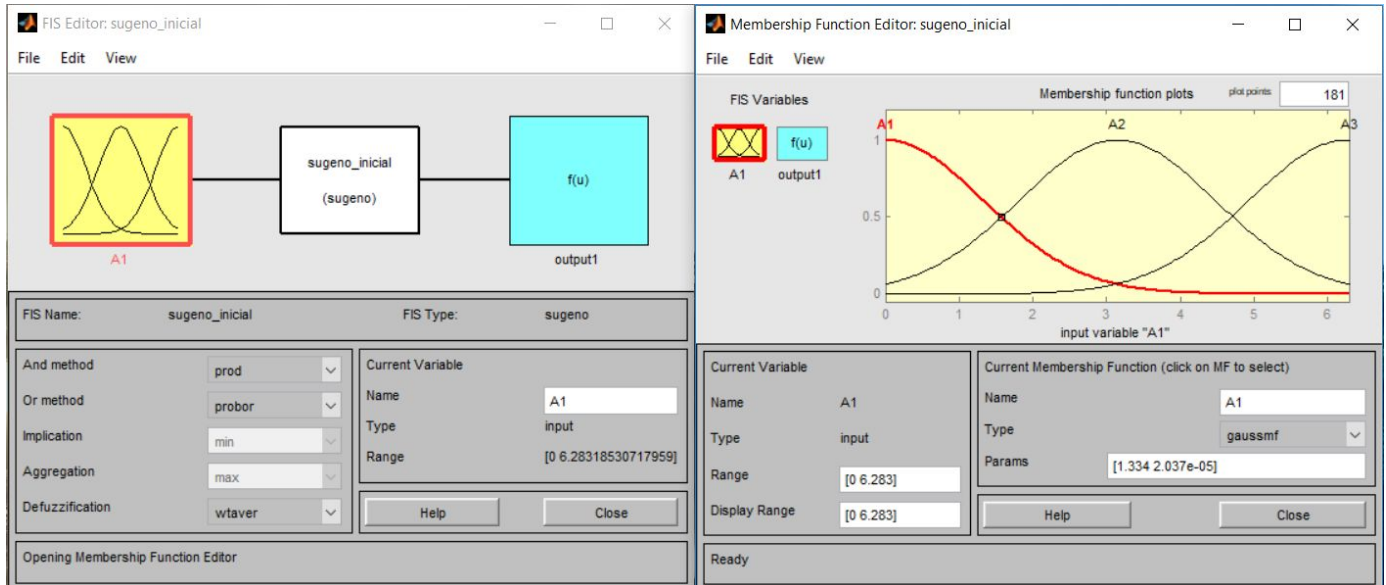 FIS Editor: sugeno_inicial
File Edit View
sugeno_inicial
(sugeno)
f(u)
A1
output1
FIS Name: sugeno_inicial FIS Type: sugeno
And method prod
Or method probor
Implication min
Aggregation max
Defuzzification wtaver
Current Variable
Name A1
Type input
Range [0 6.28318530717959]
Help Close
Opening Membership Function Editor
Membership Function Editor: sugeno_inicial
File Edit View
FIS Variables
f(u)
A1 output1
Membership function plots plot points: 181
A1 A2 A3
1
0.5
0
0 1 2 3 4 5 6
input variable "A1"
Current Variable
Name A1
Type input
Range [0 6.283]
Display Range [0 6.283]
Current Membership Function (click on MF to select)
Name A1
Type gaussmf
Params [1.334 2.037e-05]
Help Close
Ready